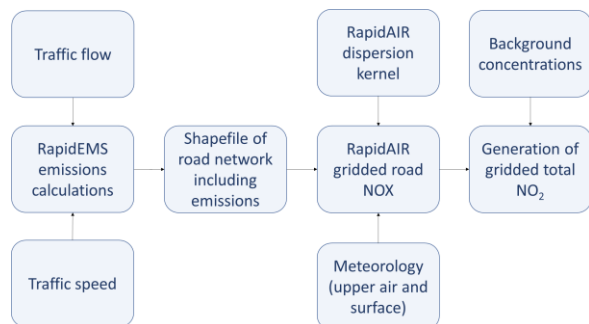 Traffic flow
RapidAIR
dispersion
kernel
Background
concentrations
RapidEMS
emissions
calculations
Shapefile of
road network
including
emissions
RapidAIR
gridded road
NOX
Generation of
gridded total
NO₂
Traffic speed
Meteorology
(upper air and
surface)